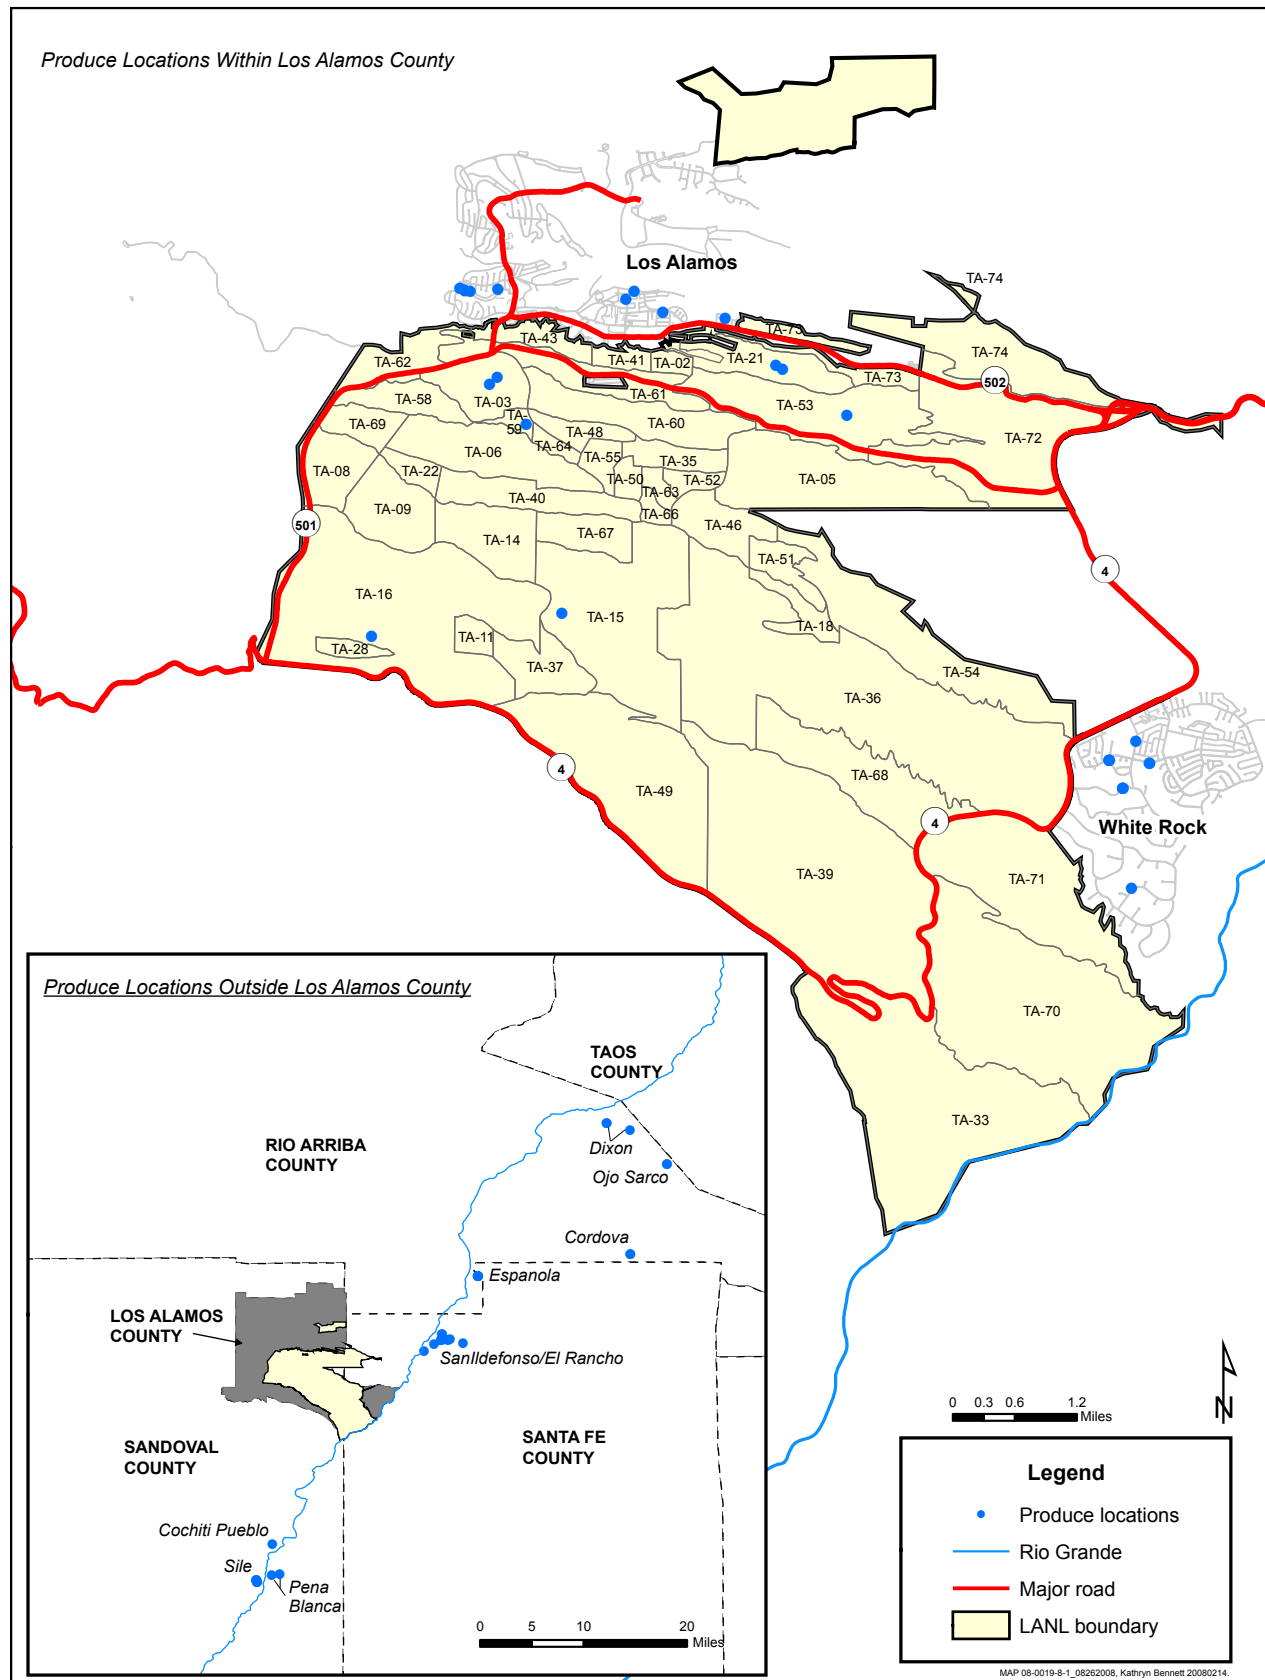 Produce Locations Within Los Alamos County
Los Alamos
TA-74
TA-73
TA-43
TA-74
TA-41
TA-02
TA-21
TA-62
TA-73
502
TA-58
TA-03
TA-61
TA-53
TA-
59
TA-69
TA-48
TA-60
TA-72
TA-64
TA-06
TA-55
TA-35
TA-08
TA-22
TA-50
TA-52
TA-05
TA-63
TA-40
TA-09
TA-66
501
TA-46
TA-67
TA-14
TA-51
4
TA-16
TA-15
TA-18
TA-11
TA-28
TA-37
TA-54
TA-36
4
TA-68
TA-49
4
White Rock
TA-39
TA-71
TA-70
TA-33
Produce Locations Outside Los Alamos County
TAOS
COUNTY
RIO ARRIBA
COUNTY
Dixon
Ojo Sarco
Cordova
Espanola
LOS ALAMOS
COUNTY
SanIldefonso/El Rancho
SANDOVAL
COUNTY
SANTA FE
COUNTY
Cochiti Pueblo
Sile
Pena
Blanca
0 5 10 20
Miles
N
0 0.3 0.6 1.2
Miles
Legend
Produce locations
Rio Grande
Major road
LANL boundary
MAP 08-0019-8-1_08262008, Kathryn Bennett 20080214.